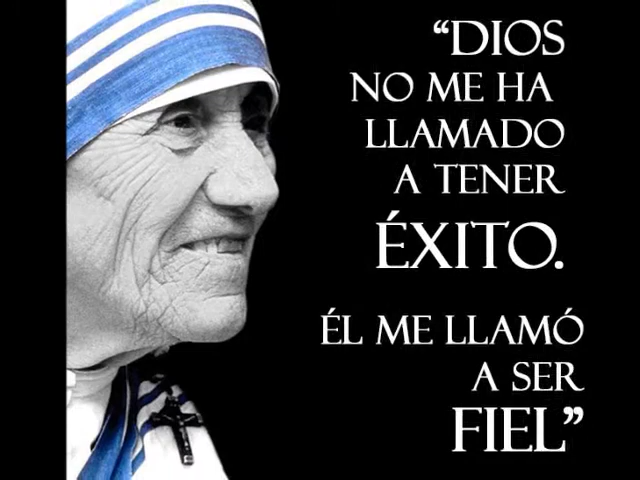 “DIOS
NO ME HA
LLAMADO
A TENER
ÉXITO.
ÉL ME LLAMÓ
A SER
FIEL”